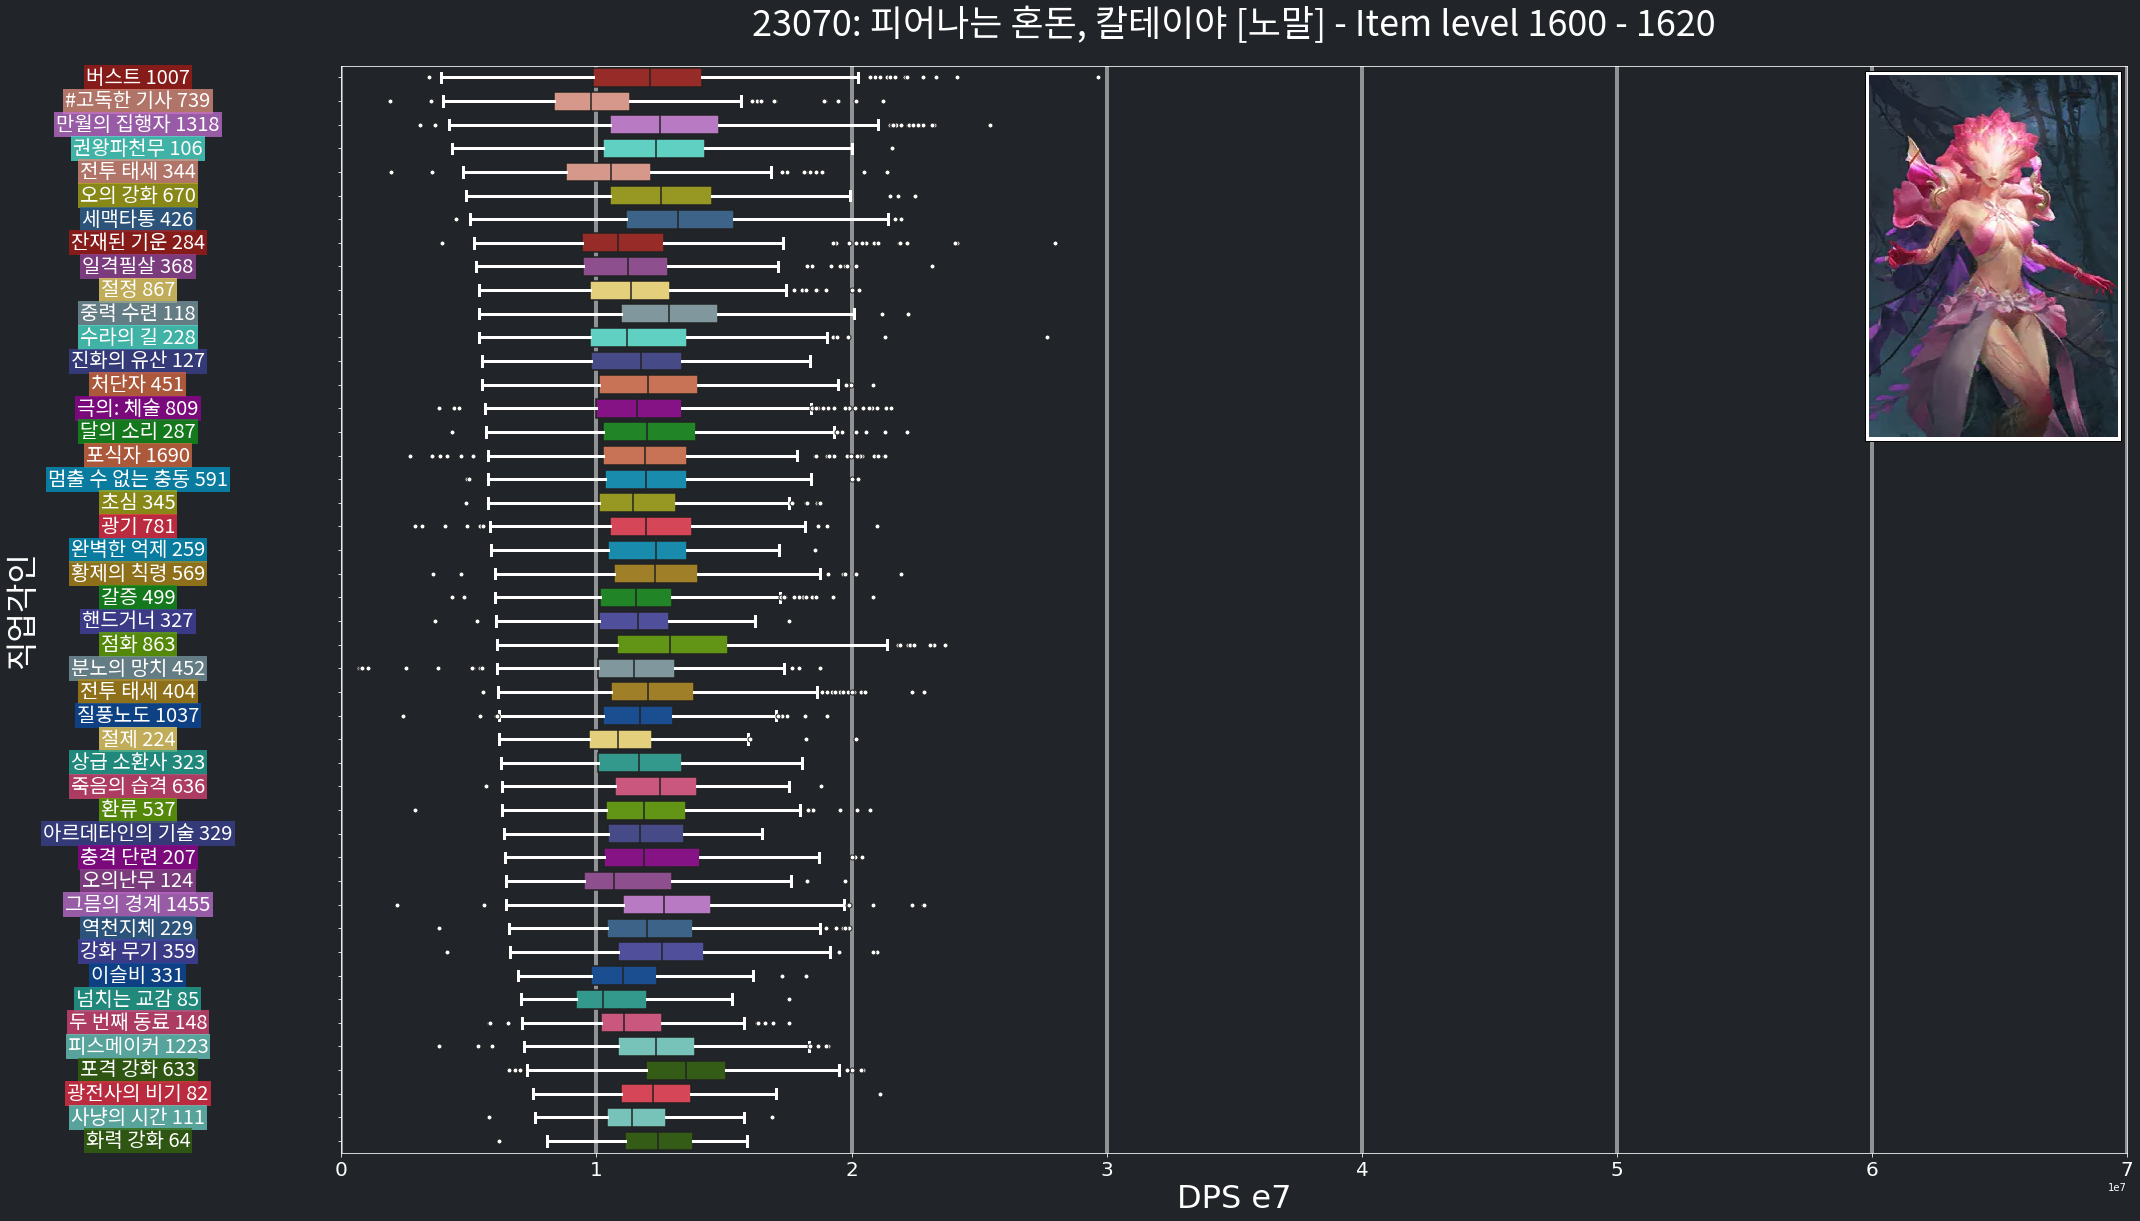 23070: 피어나는 혼돈, 칼테이야 [노말] - Item level 1600 - 1620
직업각인
버스트 1007
#고독한 기사 739
만월의 집행자 1318
권왕파천무 106
전투 태세 344
오의 강화 670
세맥타통 426
잔재된 기운 284
일격필살 368
절정 867
중력 수련 118
수라의 길 228
진화의 유산 127
처단자 451
극의: 체술 809
달의 소리 287
포식자 1690
멈출 수 없는 충동 591
초심 345
광기 781
완벽한 억제 259
황제의 칙령 569
갈증 499
핸드거너 327
점화 863
분노의 망치 452
전투 태세 404
질풍노도 1037
절제 224
상급 소환사 323
죽음의 습격 636
환류 537
아르데타인의 기술 329
충격 단련 207
오의난무 124
그믐의 경계 1455
역천지체 229
강화 무기 359
이슬비 331
넘치는 교감 85
두 번째 동료 148
피스메이커 1223
포격 강화 633
광전사의 비기 82
사냥의 시간 111
화력 강화 64
0 1 2 3 4 5 6 7
1e7
DPS e7